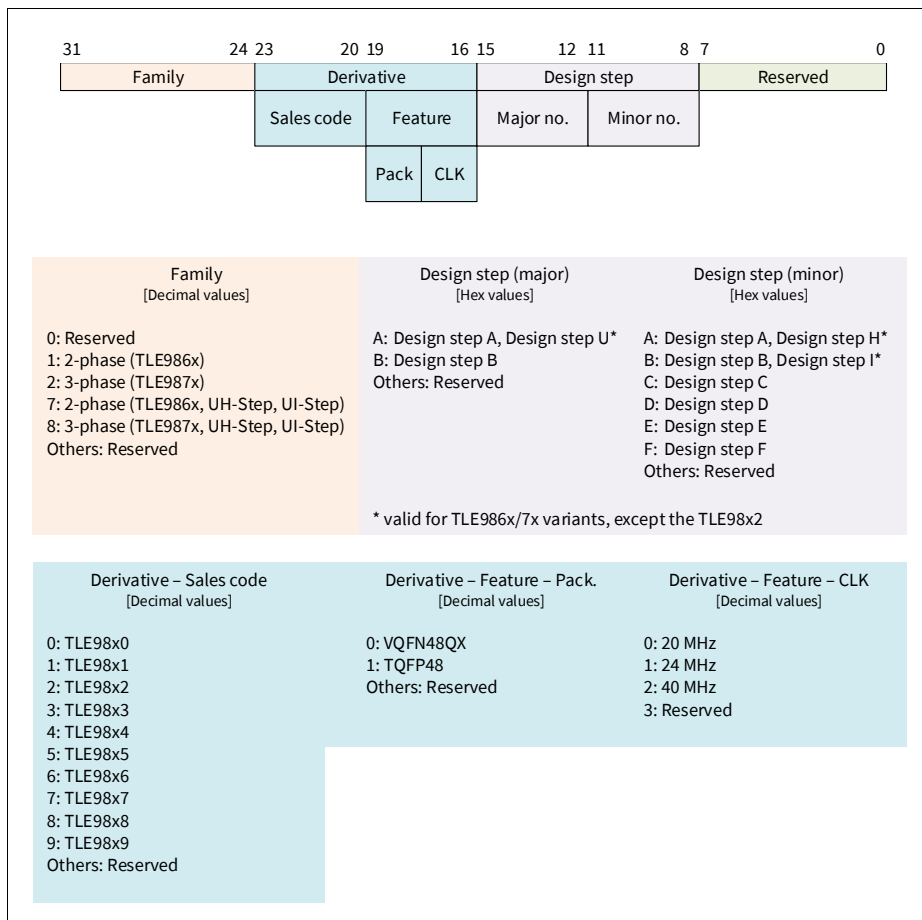 31 24 23 20 19 16 15 12 11 8 7 0
Family Derivative Design step Reserved
Sales code Feature Major no. Minor no.
Pack CLK
Family
[Decimal values]
0: Reserved
1: 2-phase (TLE986x)
2: 3-phase (TLE987x)
7: 2-phase (TLE986x, UH-Step, UI-Step)
8: 3-phase (TLE987x, UH-Step, UI-Step)
Others: Reserved
Design step (major)
[Hex values]
A: Design step A, Design step U*
B: Design step B
Others: Reserved
Design step (minor)
[Hex values]
A: Design step A, Design step H*
B: Design step B, Design step I*
C: Design step C
D: Design step D
E: Design step E
F: Design step F
Others: Reserved
* valid for TLE986x/7x variants, except the TLE98x2
Derivative – Sales code
[Decimal values]
0: TLE98x0
1: TLE98x1
2: TLE98x2
3: TLE98x3
4: TLE98x4
5: TLE98x5
6: TLE98x6
7: TLE98x7
8: TLE98x8
9: TLE98x9
Others: Reserved
Derivative – Feature – Pack.
[Decimal values]
0: VQFN48QX
1: TQFP48
Others: Reserved
Derivative – Feature – CLK
[Decimal values]
0: 20 MHz
1: 24 MHz
2: 40 MHz
3: Reserved